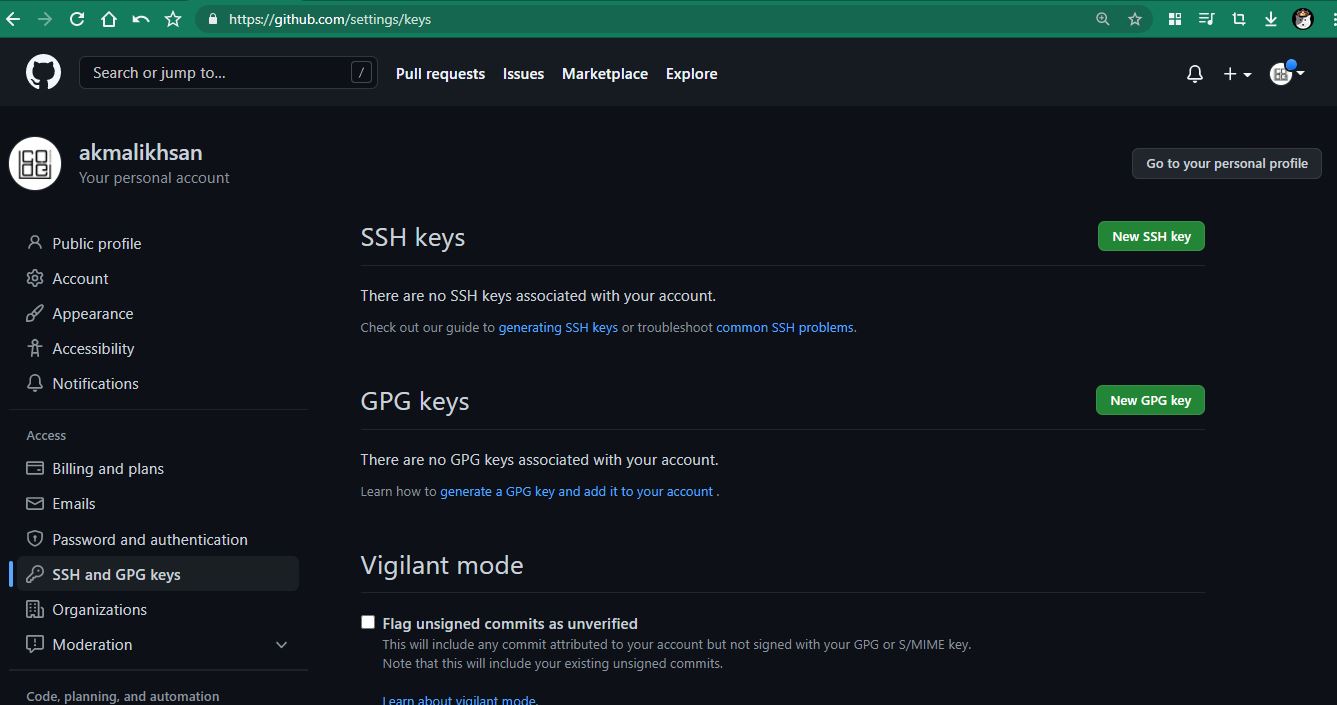 https://github.com/settings/keys
Search or jump to... /
Pull requests Issues Marketplace Explore
akmalikhsan
Your personal account
Go to your personal profile
Public profile
Account
Appearance
Accessibility
Notifications
Access
Billing and plans
Emails
Password and authentication
SSH and GPG keys
Organizations
Moderation
Code, planning, and automation
SSH keys
New SSH key
There are no SSH keys associated with your account.
Check out our guide to generating SSH keys or troubleshoot common SSH problems.
GPG keys
New GPG key
There are no GPG keys associated with your account.
Learn how to generate a GPG key and add it to your account .
Vigilant mode
Flag unsigned commits as unverified
This will include any commit attributed to your account but not signed with your GPG or S/MIME key.
Note that this will include your existing unsigned commits.
Learn about vigilant mode.